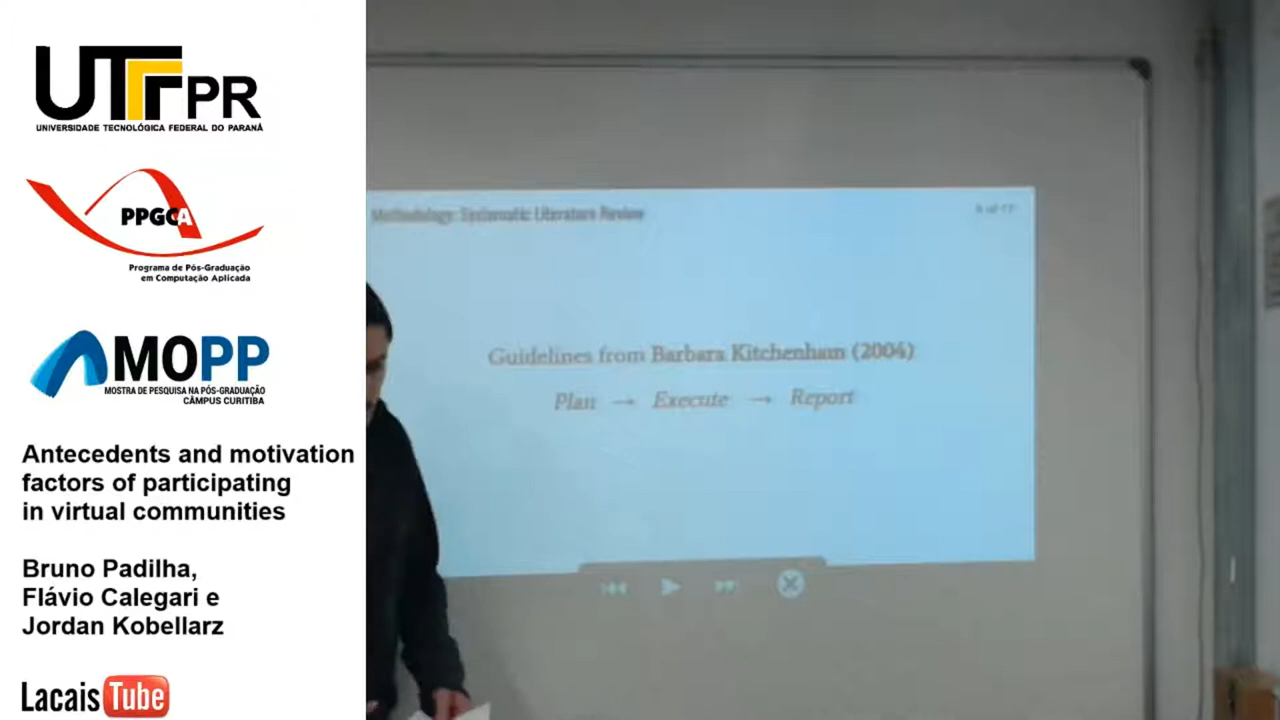 UTFPR
UNIVERSIDADE TECNOLÓGICA FEDERAL DO PARANÁ
PPGCA
Programa de Pós-Graduação
em Computação Aplicada
MOPP
MOSTRA DE PESQUISA NA PÓS-GRADUAÇÃO
CÂMPUS CURITIBA
Antecedents and motivation
factors of participating
in virtual communities
Bruno Padilha,
Flávio Calegari e
Jordan Kobellarz
LacaisTube
Methodology: Systematic Literature Review
Guidelines from Barbara Kitchenham (2004)
Plan → Execute → Report